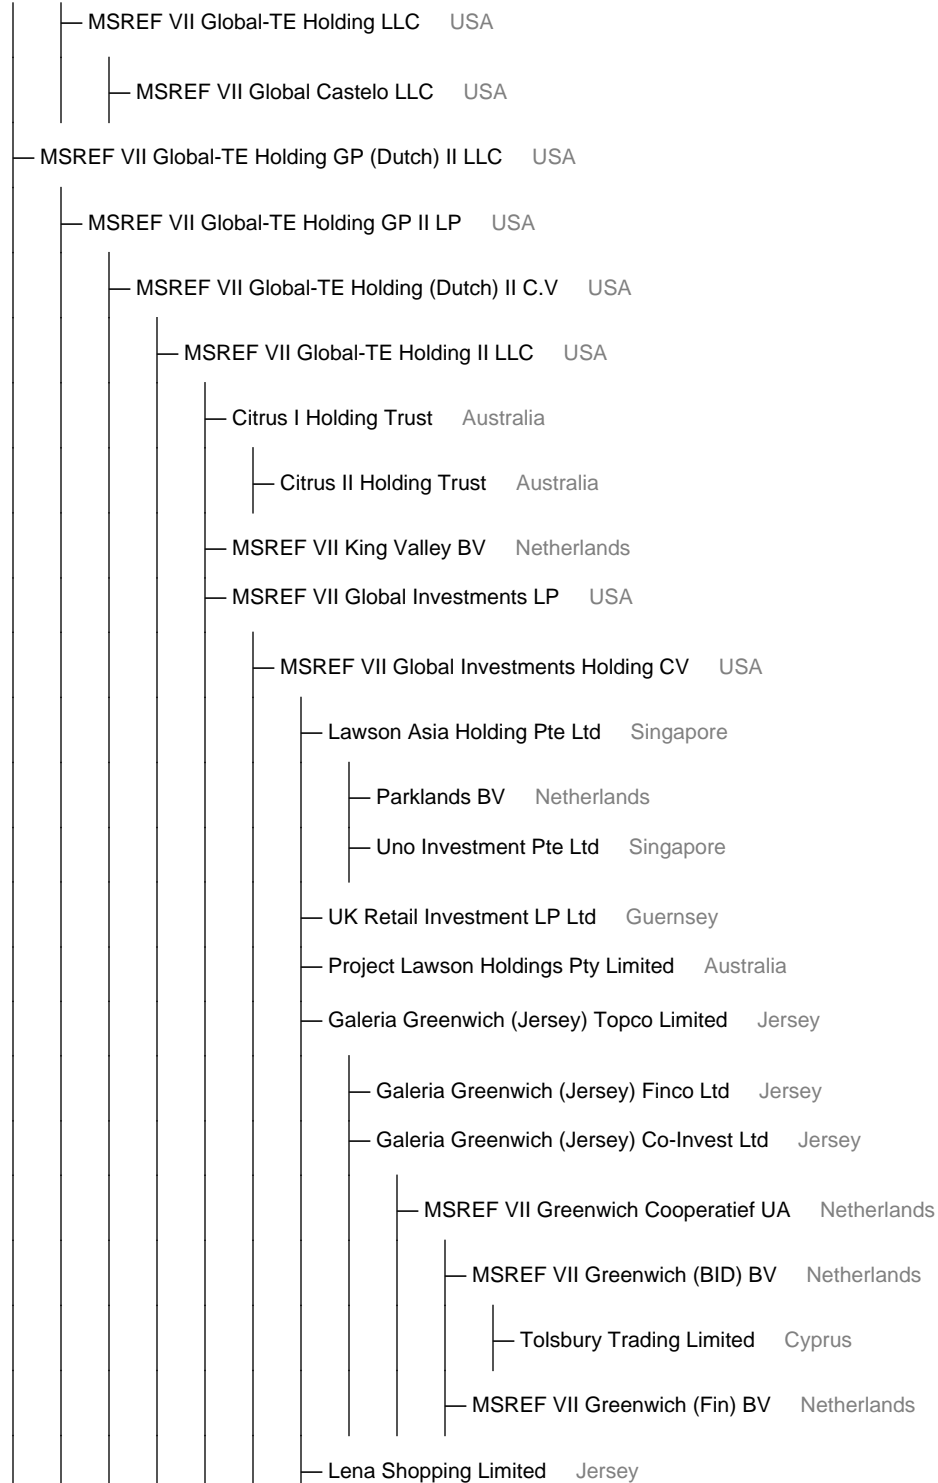 MSREF VII Global-TE Holding LLC USA
MSREF VII Global Castelo LLC USA
MSREF VII Global-TE Holding GP (Dutch) II LLC USA
MSREF VII Global-TE Holding GP II LP USA
MSREF VII Global-TE Holding (Dutch) II C.V USA
MSREF VII Global-TE Holding II LLC USA
Citrus I Holding Trust Australia
Citrus II Holding Trust Australia
MSREF VII King Valley BV Netherlands
MSREF VII Global Investments LP USA
MSREF VII Global Investments Holding CV USA
Lawson Asia Holding Pte Ltd Singapore
Parklands BV Netherlands
Uno Investment Pte Ltd Singapore
UK Retail Investment LP Ltd Guernsey
Project Lawson Holdings Pty Limited Australia
Galeria Greenwich (Jersey) Topco Limited Jersey
Galeria Greenwich (Jersey) Finco Ltd Jersey
Galeria Greenwich (Jersey) Co-Invest Ltd Jersey
MSREF VII Greenwich Cooperatief UA Netherlands
MSREF VII Greenwich (BID) BV Netherlands
Tolsbury Trading Limited Cyprus
MSREF VII Greenwich (Fin) BV Netherlands
Lena Shopping Limited Jersey